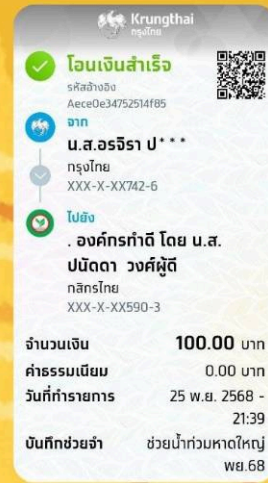 Krungthai
กรุงไทย
โอนเงินสำเร็จ
รหัสอ้างอิง
Aece0e34752514f85
จาก
น.ส.อรจิรา ป***
กรุงไทย
XXX-X-XX742-6
ไปยัง
. องค์กรทำดี โดย น.ส.
ปนัดดา วงศ์ผู้ดี
กสิกรไทย
XXX-X-XX590-3
จำนวนเงิน 100.00 บาท
ค่าธรรมเนียม 0.00 บาท
วันที่ทำรายการ 25 พ.ย. 2568 -
21:39
บันทึกช่วยจำ ช่วยน้ำท่วมหาดใหญ่
พย.68